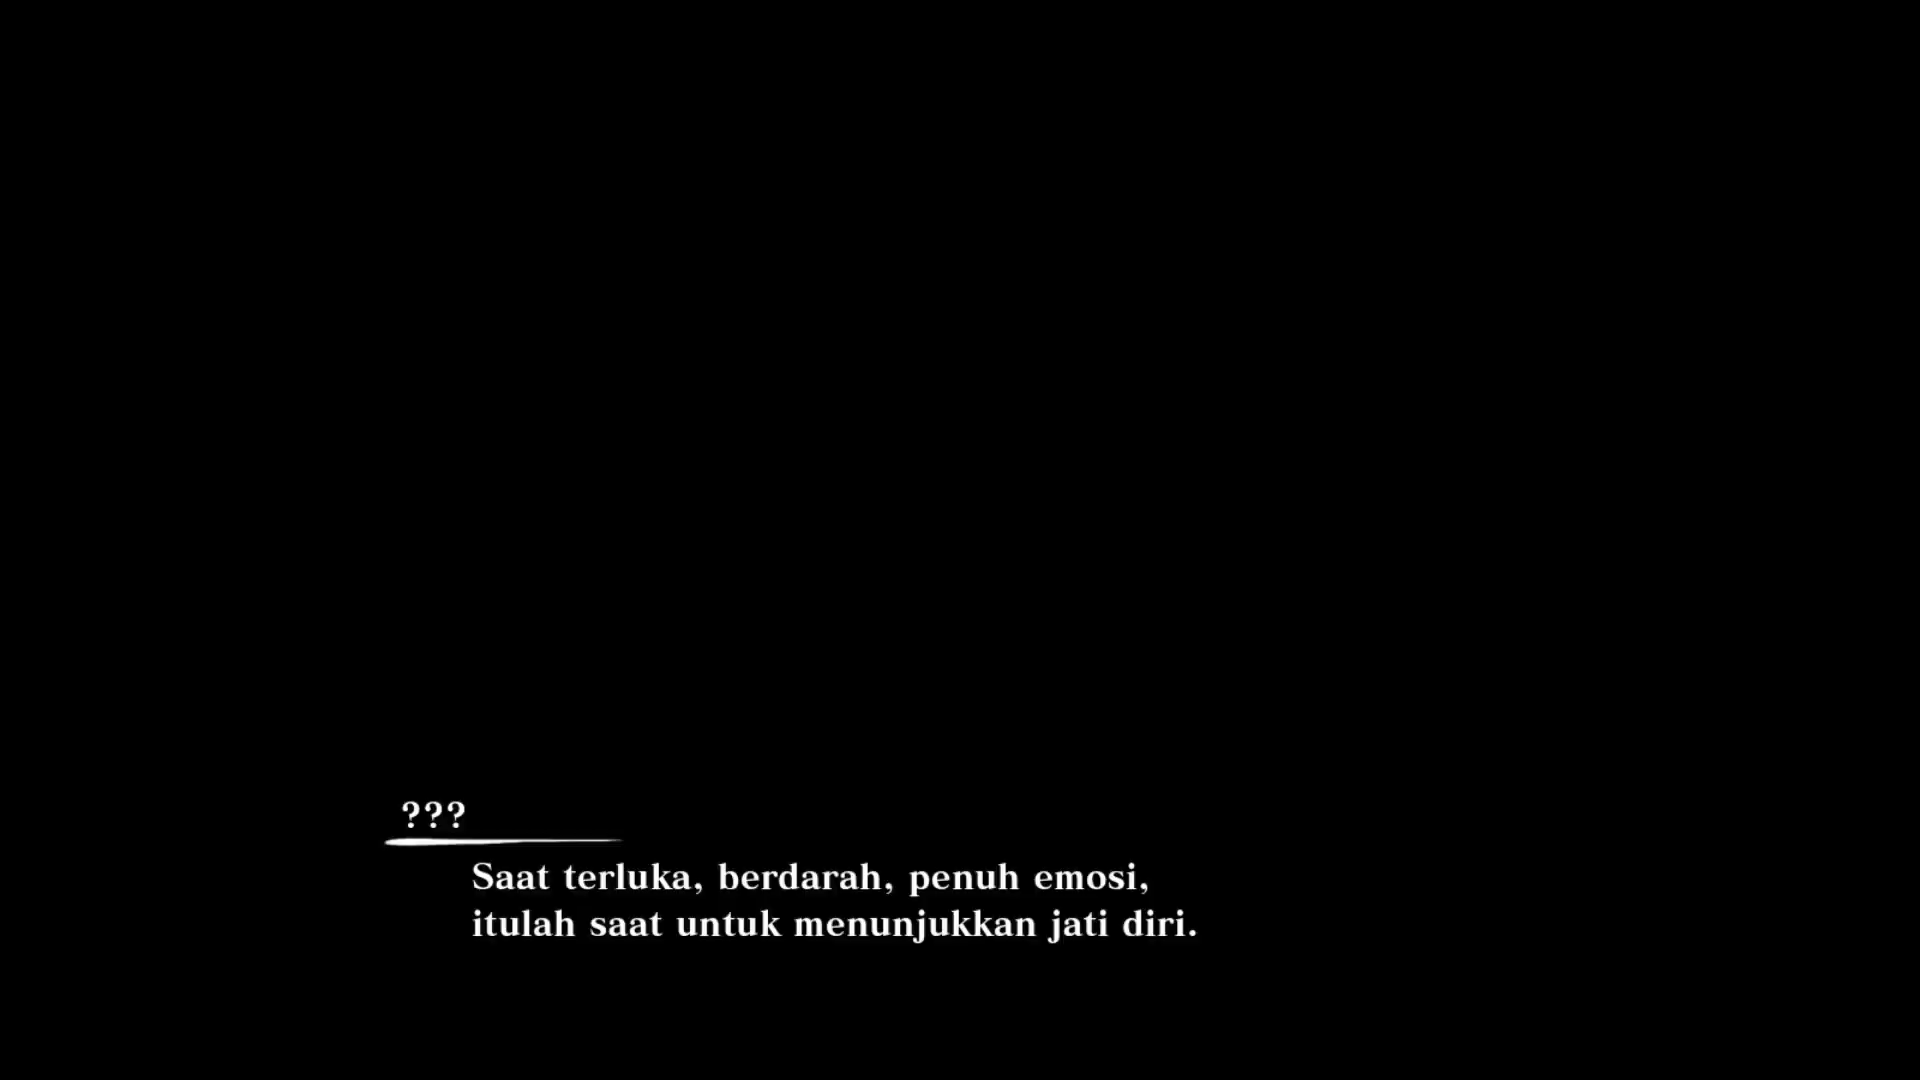 ???
Saat terluka, berdarah, penuh emosi,
itulah saat untuk menunjukkan jati diri.